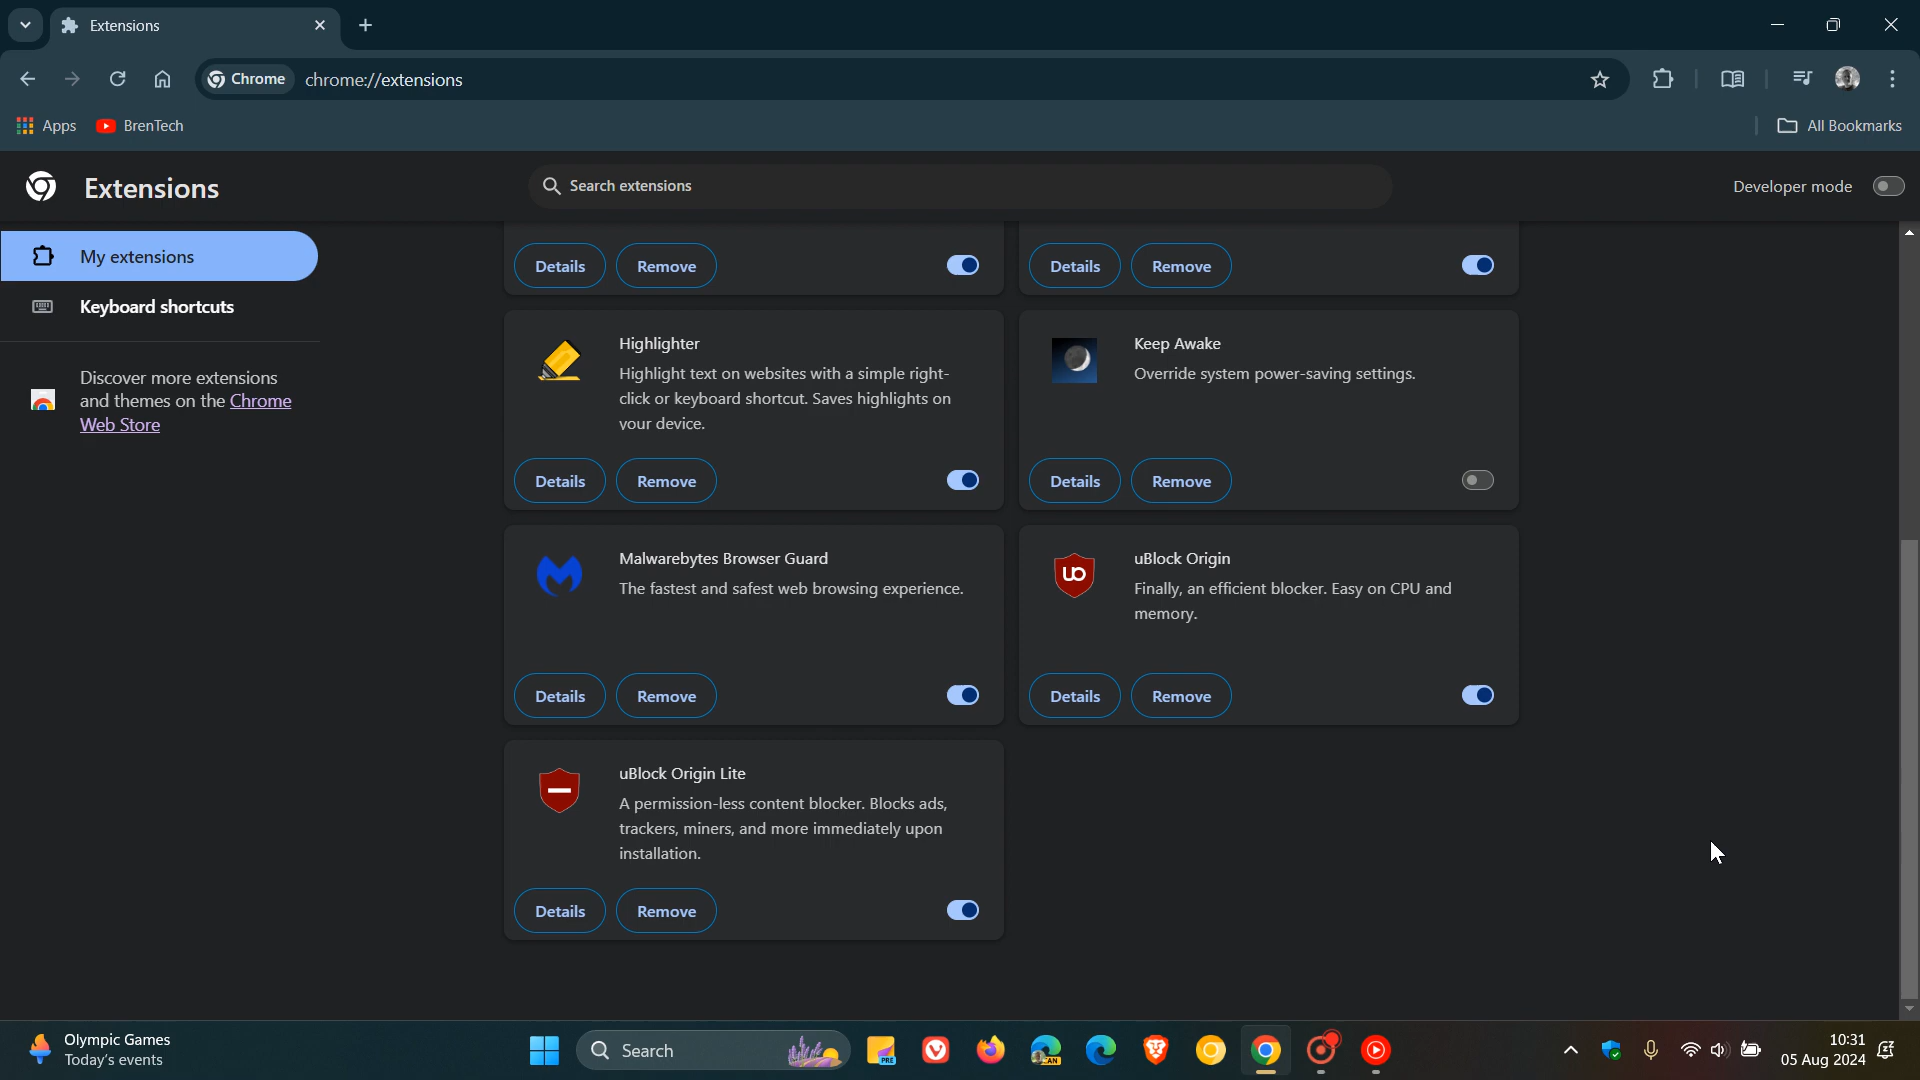 Extensions
Chrome chrome://extensions
Apps BrenTech All Bookmarks
Extensions Search extensions Developer mode
My extensions
Keyboard shortcuts
Discover more extensions
and themes on the Chrome
Web Store
Details Remove
Details Remove
Highlighter
Highlight text on websites with a simple right-
click or keyboard shortcut. Saves highlights on
your device.
Details Remove
Keep Awake
Override system power-saving settings.
Details Remove
Malwarebytes Browser Guard
The fastest and safest web browsing experience.
Details Remove
uBlock Origin
Finally, an efficient blocker. Easy on CPU and
memory.
Details Remove
uBlock Origin Lite
A permission-less content blocker. Blocks ads,
trackers, miners, and more immediately upon
installation.
Details Remove
Olympic Games
Today's events
Search
PRE
CAN
10:31
05 Aug 2024